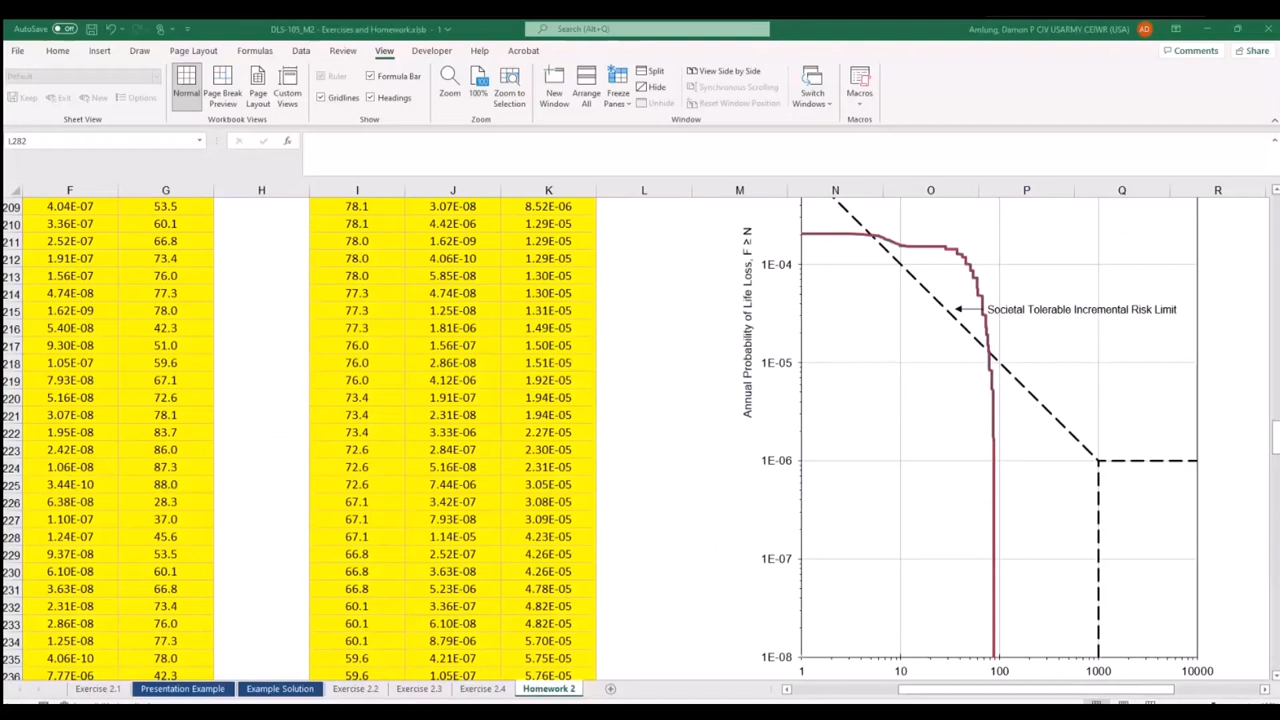 AutoSave Off DLS-105_M2 - Exercises and Homework.xlsb - 1 Search (Alt+Q) Amlung, Damon P CIV USARMY CEIWR (USA) AD
File Home Insert Draw Page Layout Formulas Data Review View Developer Help Acrobat Comments Share
Default
Keep Exit New Options
Normal Page Break Preview Page Layout Custom Views
Ruler Formula Bar
Gridlines Headings
Zoom 100% Zoom to Selection
New Window Arrange All Freeze Panes
Split
Hide
Unhide
View Side by Side
Synchronous Scrolling
Reset Window Position
Switch Windows Macros
Sheet View Workbook Views Show Zoom Window Macros
L282 fx
F G H I J K L M N O P Q R
209 4.04E-07 53.5 78.1 3.07E-08 8.52E-06
210 3.36E-07 60.1 78.1 4.42E-06 1.29E-05
211 2.52E-07 66.8 78.0 1.62E-09 1.29E-05
212 1.91E-07 73.4 78.0 4.06E-10 1.29E-05
213 1.56E-07 76.0 78.0 5.85E-08 1.30E-05
214 4.74E-08 77.3 77.3 4.74E-08 1.30E-05
215 1.62E-09 78.0 77.3 1.25E-08 1.31E-05
216 5.40E-08 42.3 77.3 1.81E-06 1.49E-05
217 9.30E-08 51.0 76.0 1.56E-07 1.50E-05
218 1.05E-07 59.6 76.0 2.86E-08 1.51E-05
219 7.93E-08 67.1 76.0 4.12E-06 1.92E-05
220 5.16E-08 72.6 73.4 1.91E-07 1.94E-05
221 3.07E-08 78.1 73.4 2.31E-08 1.94E-05
222 1.95E-08 83.7 73.4 3.33E-06 2.27E-05
223 2.42E-08 86.0 72.6 2.84E-07 2.30E-05
224 1.06E-08 87.3 72.6 5.16E-08 2.31E-05
225 3.44E-10 88.0 72.6 7.44E-06 3.05E-05
226 6.38E-08 28.3 67.1 3.42E-07 3.08E-05
227 1.10E-07 37.0 67.1 7.93E-08 3.09E-05
228 1.24E-07 45.6 67.1 1.14E-05 4.23E-05
229 9.37E-08 53.5 66.8 2.52E-07 4.26E-05
230 6.10E-08 60.1 66.8 3.63E-08 4.26E-05
231 3.63E-08 66.8 66.8 5.23E-06 4.78E-05
232 2.31E-08 73.4 60.1 3.36E-07 4.82E-05
233 2.86E-08 76.0 60.1 6.10E-08 4.82E-05
234 1.25E-08 77.3 60.1 8.79E-06 5.70E-05
235 4.06E-10 78.0 59.6 4.21E-07 5.75E-05
236 7.77E-06 42.3 59.6 1.05E-07 5.76E-05
Annual Probability of Life Loss, F ≥ N
1E-04
Societal Tolerable Incremental Risk Limit
1E-05
1E-06
1E-07
1E-08
1 10 100 1000 10000
Exercise 2.1 Presentation Example Example Solution Exercise 2.2 Exercise 2.3 Exercise 2.4 Homework 2